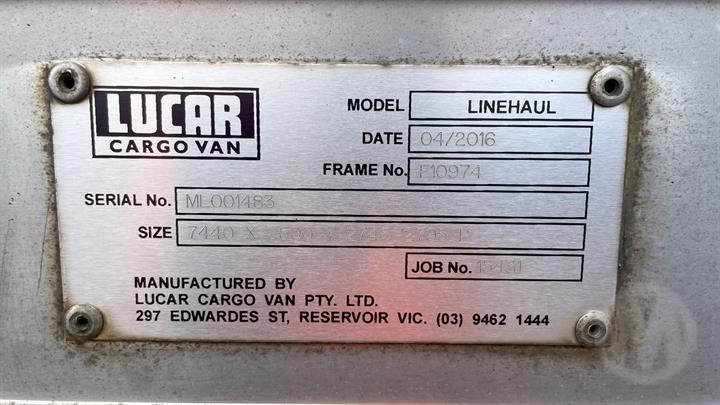 LUCAR
CARGO VAN
MODEL LINEHAUL
DATE 04/2016
FRAME No. F10974
SERIAL No. ML001483
SIZE 7440 X
JOB No.
MANUFACTURED BY
LUCAR CARGO VAN PTY. LTD.
297 EDWARDES ST, RESERVOIR VIC. (03) 9462 1444